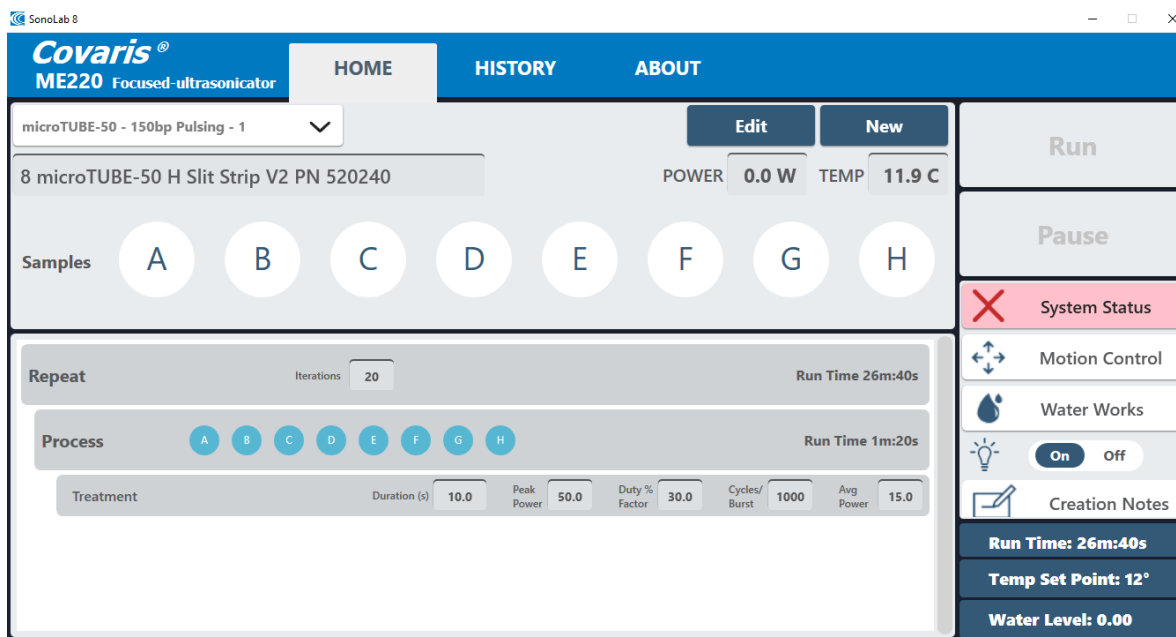 SonoLab 8
Covaris ®
ME220 Focused-ultrasonicator
HOME
HISTORY
ABOUT
microTUBE-50 - 150bp Pulsing - 1
Edit
New
Run
8 microTUBE-50 H Slit Strip V2 PN 520240
POWER 0.0 W TEMP 11.9 C
Pause
Samples A B C D E F G H
System Status
Motion Control
Water Works
On Off
Creation Notes
Repeat Iterations 20 Run Time 26m:40s
Process A B C D E F G H Run Time 1m:20s
Treatment Duration (s) 10.0 Peak Power 50.0 Duty % Factor 30.0 Cycles/ Burst 1000 Avg Power 15.0
Run Time: 26m:40s
Temp Set Point: 12°
Water Level: 0.00